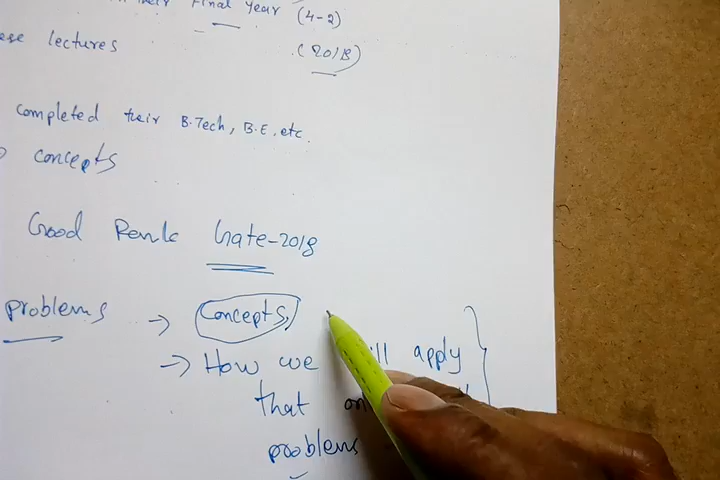 their Final Year (4-2)
lectures (2018)
completed their B.Tech, B.E. etc.
concepts
Good Rank Gate-2018
problems → Concepts,
→ How we apply
that
problems